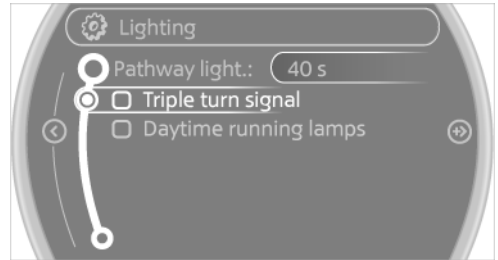 Lighting
Pathway light.: 40 s
Triple turn signal
Daytime running lamps